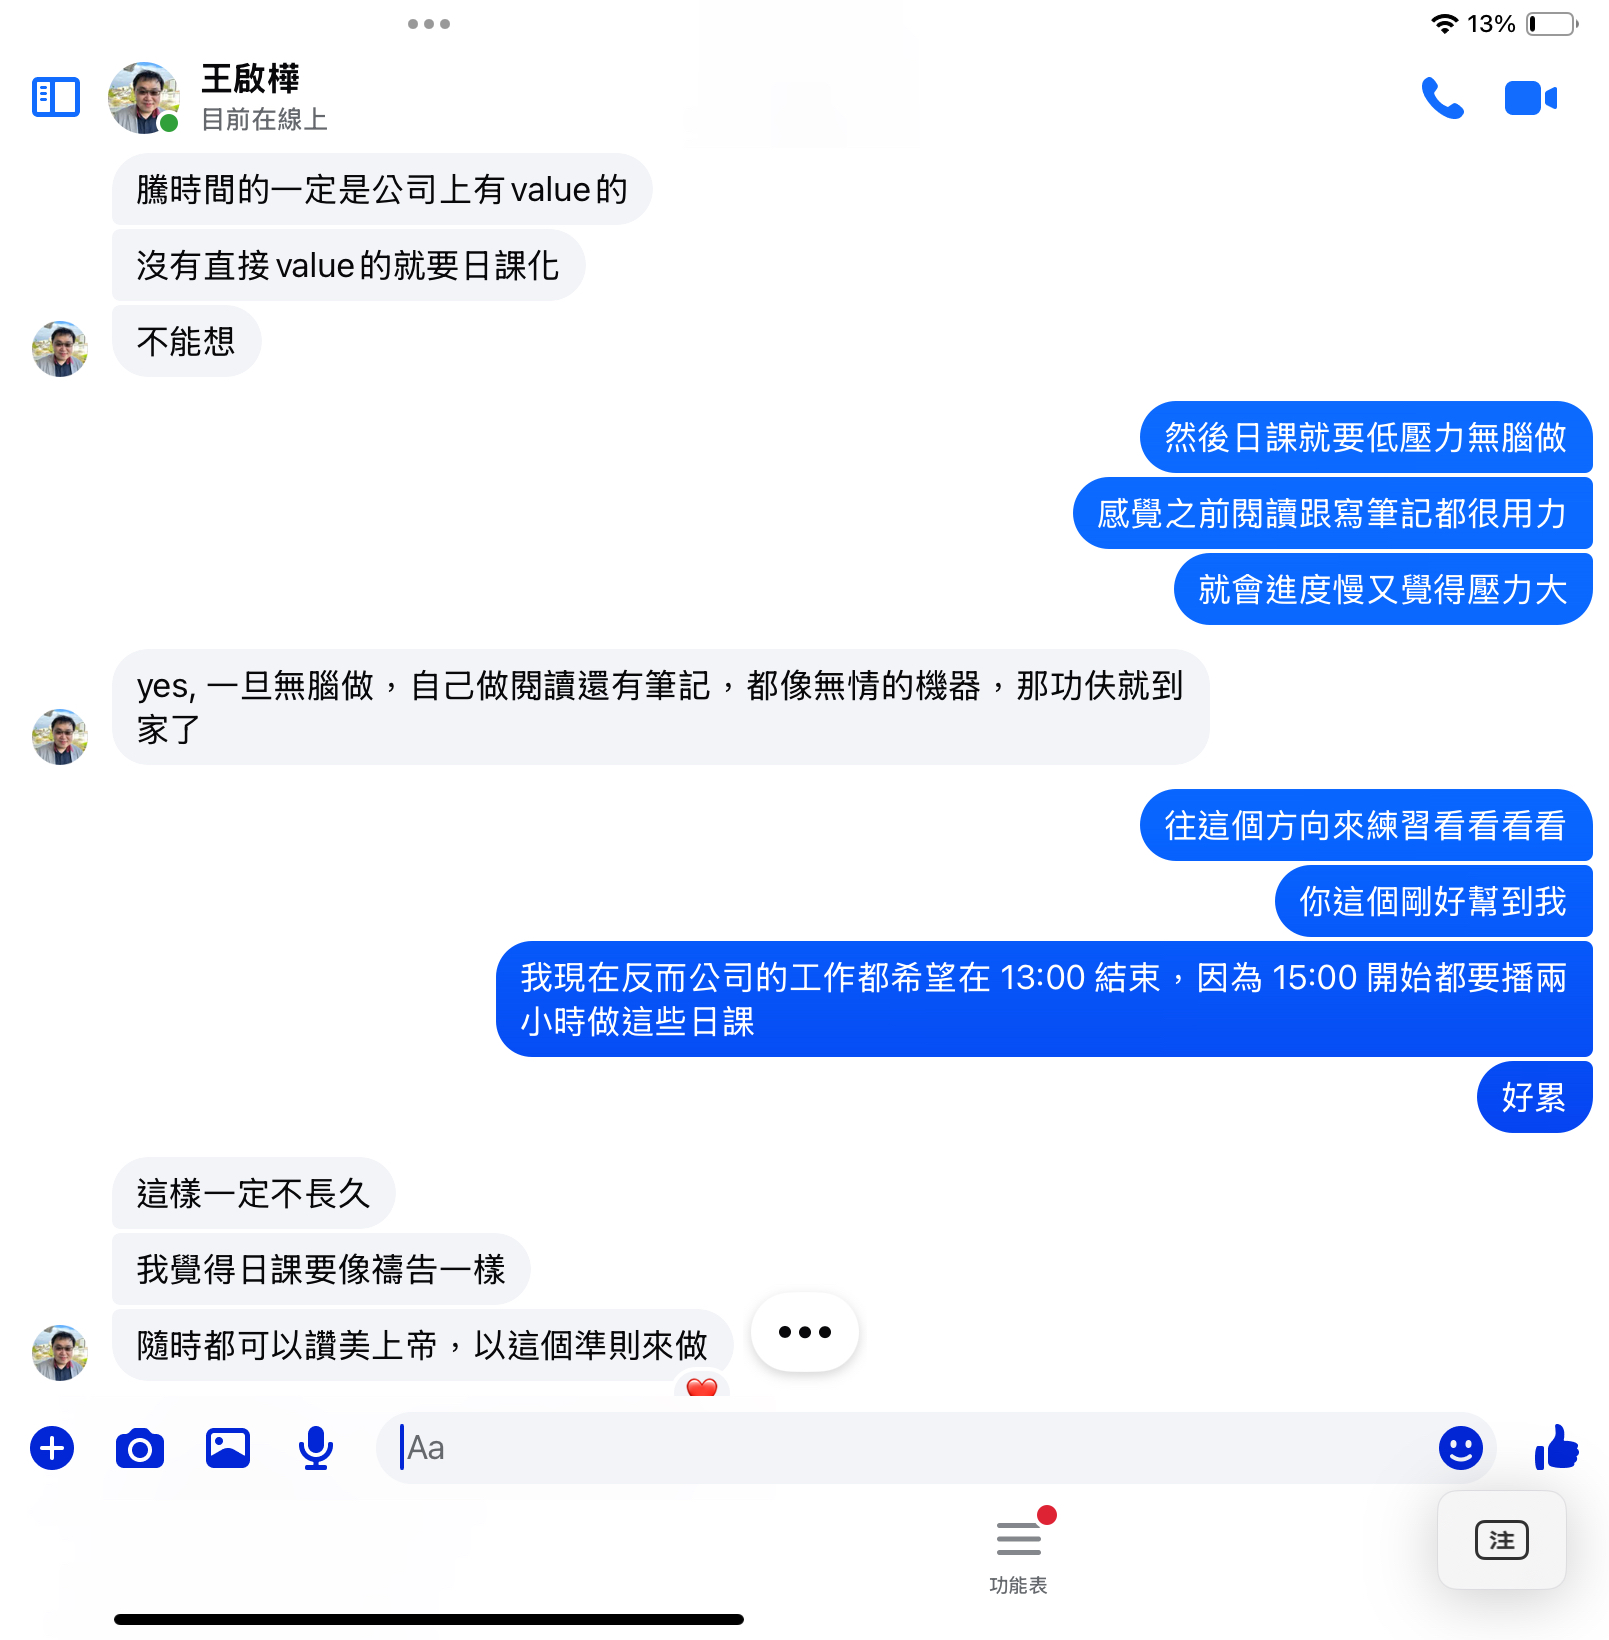 13%
王啟樺
目前在線上
騰時間的一定是公司上有value的
沒有直接value的就要日課化
不能想
然後日課就要低壓力無腦做
感覺之前閱讀跟寫筆記都很用力
就會進度慢又覺得壓力大
yes, 一旦無腦做，自己做閱讀還有筆記，都像無情的機器，那功伕就到
家了
往這個方向來練習看看看看
你這個剛好幫到我
我現在反而公司的工作都希望在 13:00 結束，因為 15:00 開始都要播兩
小時做這些日課
好累
這樣一定不長久
我覺得日課要像禱告一樣
隨時都可以讚美上帝，以這個準則來做
Aa
注
功能表